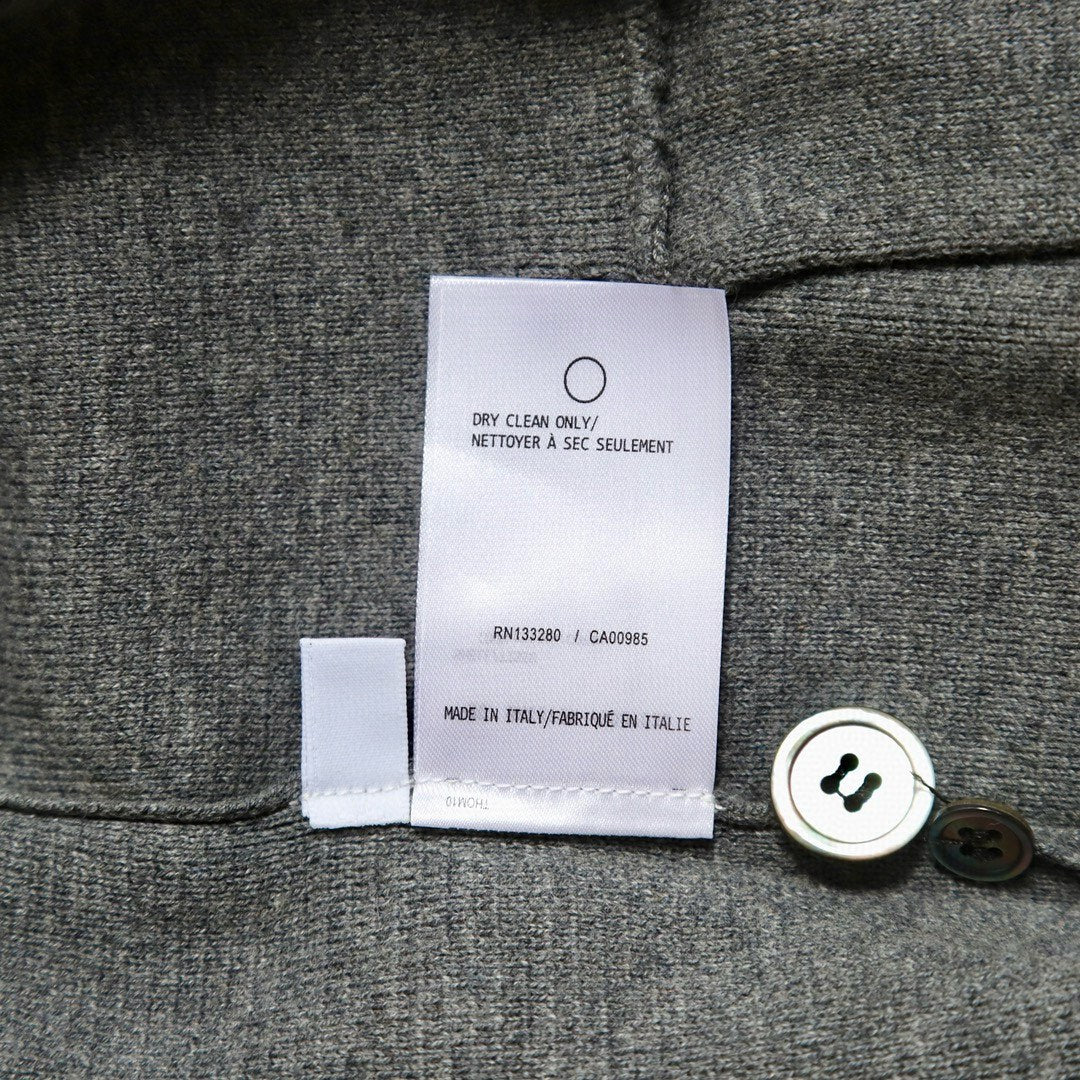 DRY CLEAN ONLY/
NETTOYER À SEC SEULEMENT
RN133280 / CA00985
MADE IN ITALY/FABRIQUÉ EN ITALIE
THOM10